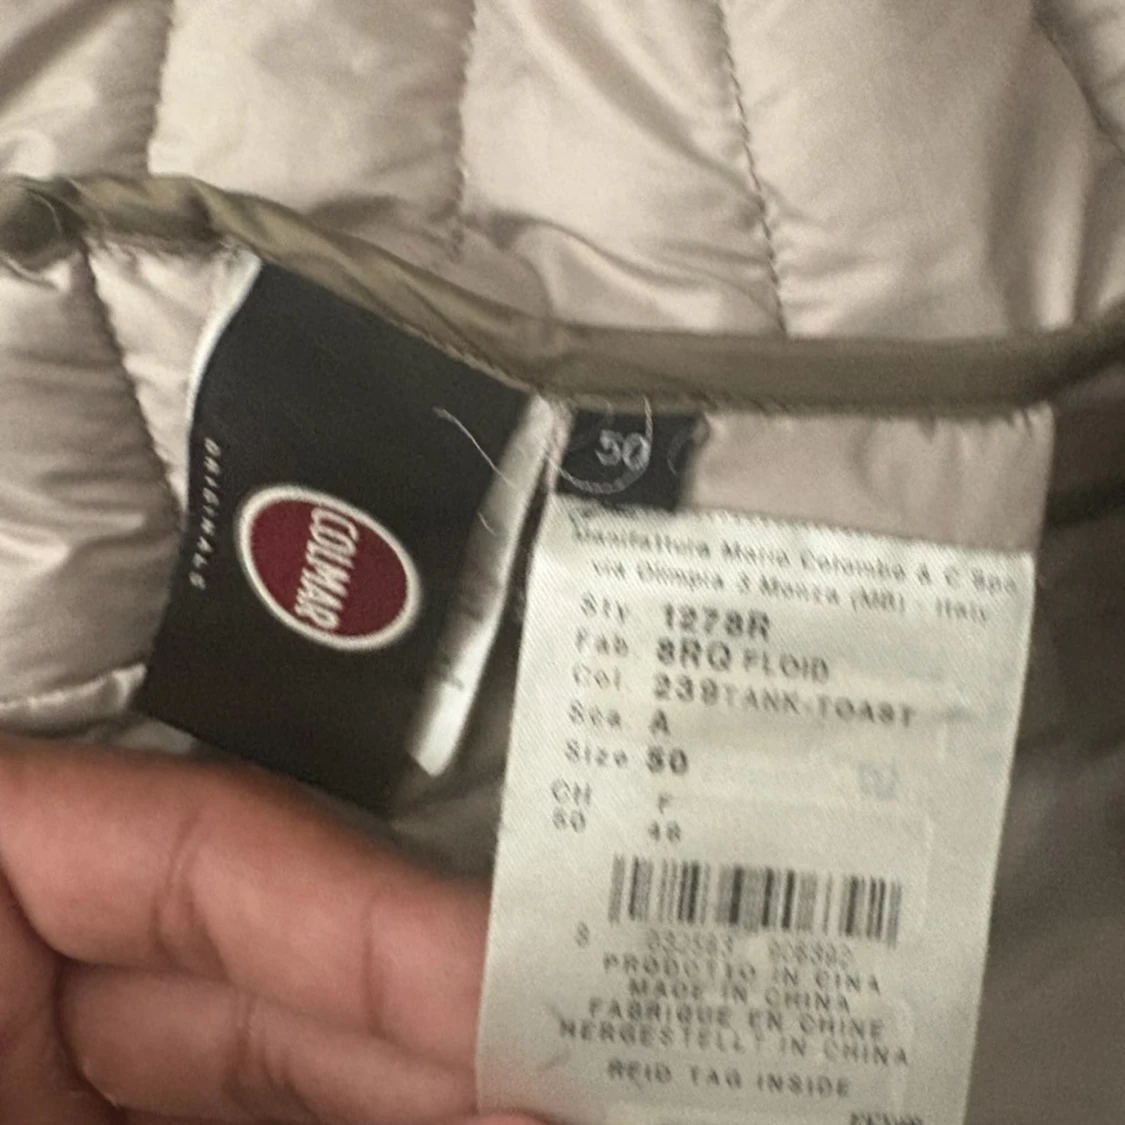 ORIGINALS
COLMAR
50
Manifattura Mario Colombo & C Spa
via Olimpia 3 Monza (MB) - Italy
Sty. 1278R
Fab. 8RQ FLOID
Col. 239TANK-TOAST
Sea. A
Size 50
CH F
50 48
PRODOTTO IN CINA
MADE IN CHINA
FABRIQUE EN CHINE
HERGESTELLT IN CHINA
RFID TAG INSIDE